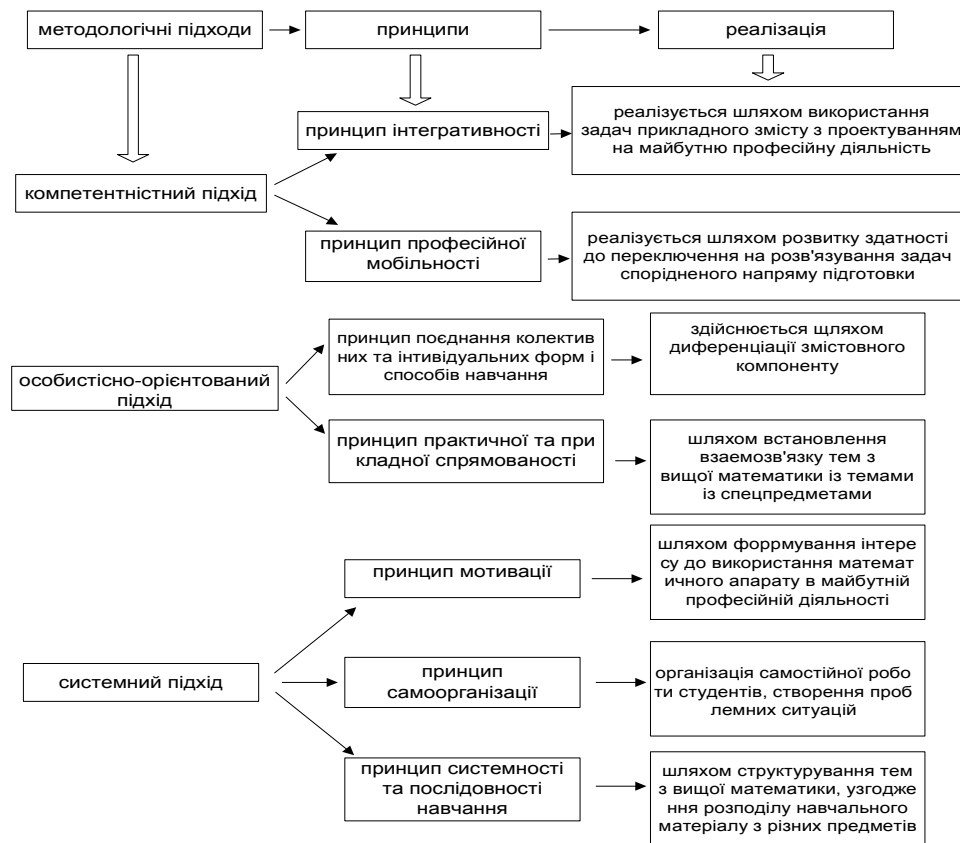 методологічні підходи
принципи
реалізація
принцип інтегративності
реалізується шляхом використання
задач прикладного змісту з проектуванням
на майбутню професійну діяльність
компетентністний підхід
принцип професійної
мобільності
реалізується шляхом розвитку здатності
до переключення на розв'язування задач
спорідненого напряму підготовки
особистісно-орієнтований
підхід
принцип поєднання колектив
них та інтивідуальних форм і
способів навчання
здійснюється щляхом
диференціації змістовного
компоненту
принцип практичної та при
кладної спрямованості
шляхом встановлення
взаемозв'язку тем з
вищої математики із темами
із спецпредметами
системний підхід
принцип мотивації
шляхом форрмування інтере
су до використання математ
ичного апарату в майбутній
професійній діяльності
принцип
самоорганізації
організація самостійної робо
ти студентів, створення проб
лемних ситуацій
принцип системності
та послідовності
навчання
шляхом структурування тем
з вищої математики, узгодже
ння розподілу навчального
матеріалу з різних предметів